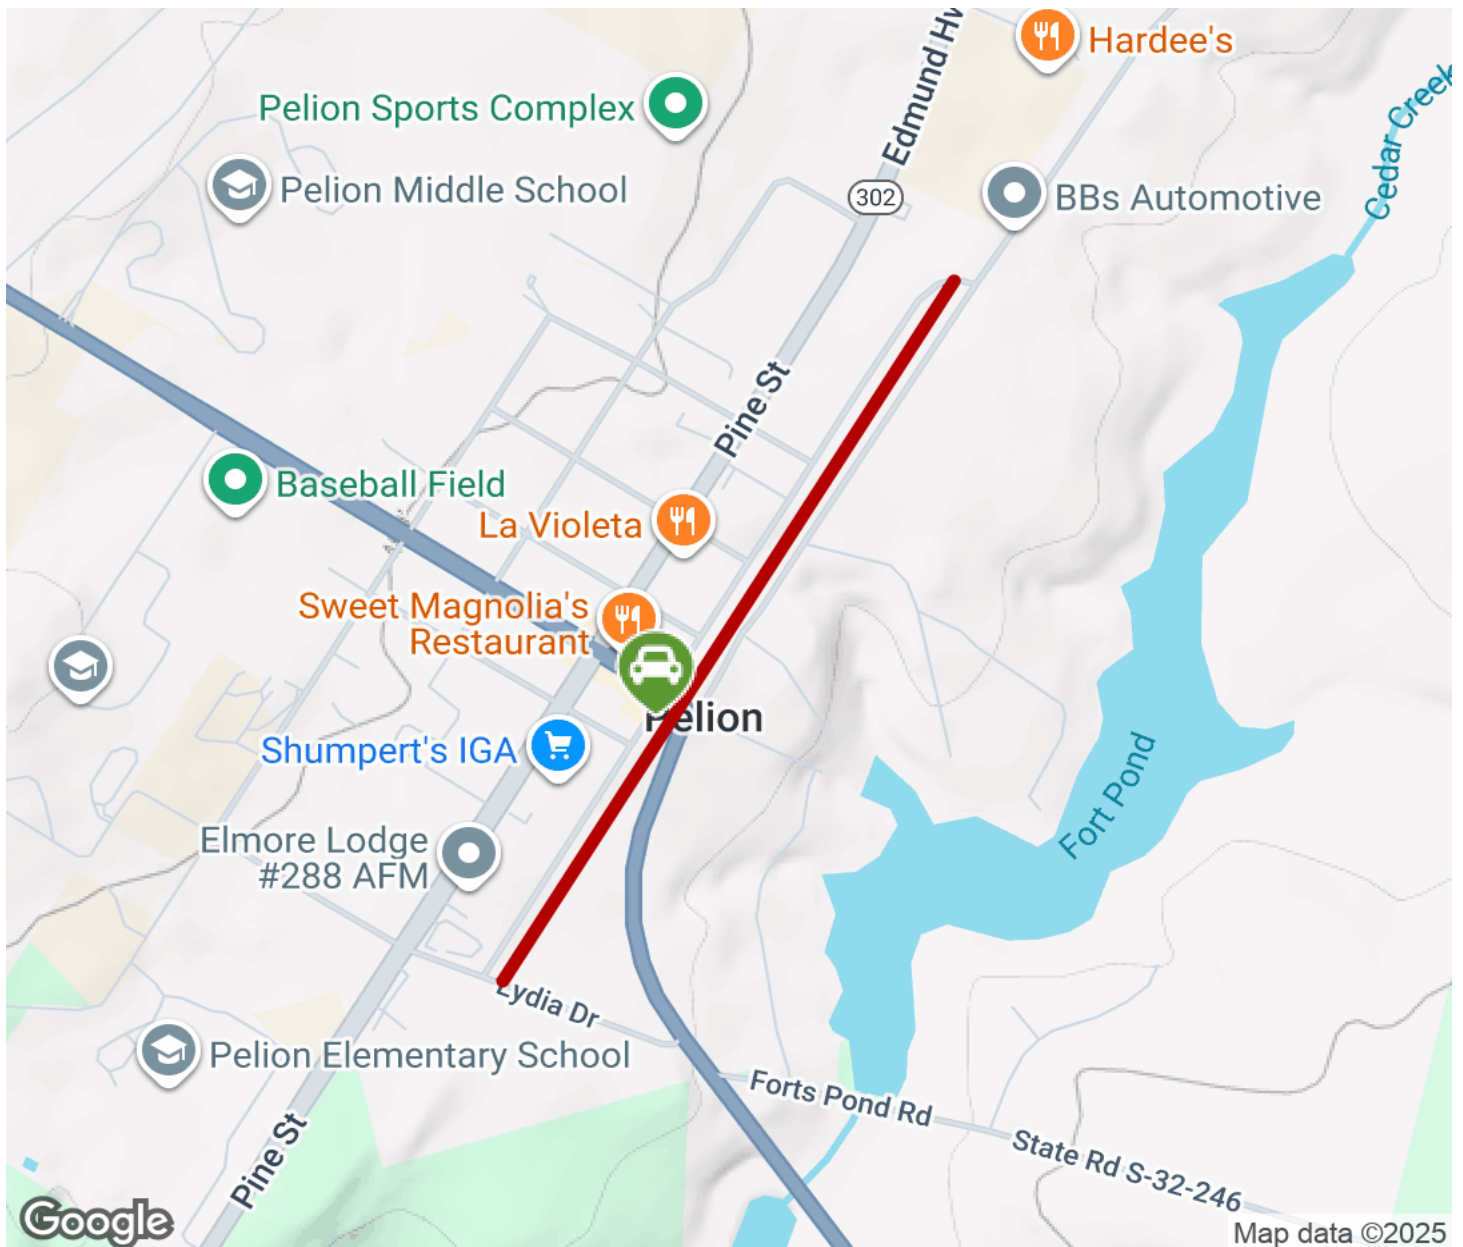 Hardee's
Edmund Hw
Pelion Sports Complex
Cedar Creek
Pelion Middle School
302
BBs Automotive
Pine St
Baseball Field
La Violeta
Sweet Magnolia's
Restaurant
Pelion
Shumpert's IGA
Fort Pond
Elmore Lodge
#288 AFM
Lydia Dr
Pelion Elementary School
Forts Pond Rd
State Rd S-32-246
Pine St
Google
Map data ©2025